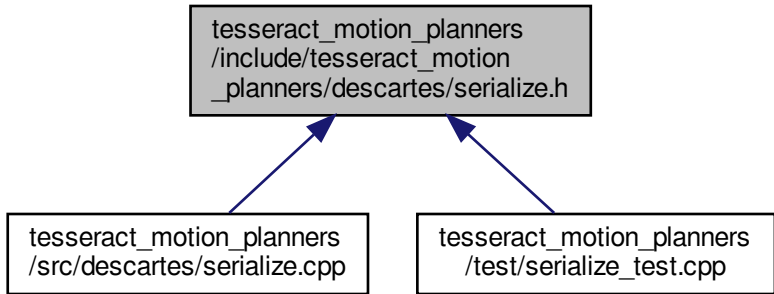 tesseract_motion_planners
/include/tesseract_motion
_planners/descartes/serialize.h
tesseract_motion_planners
/src/descartes/serialize.cpp
tesseract_motion_planners
/test/serialize_test.cpp